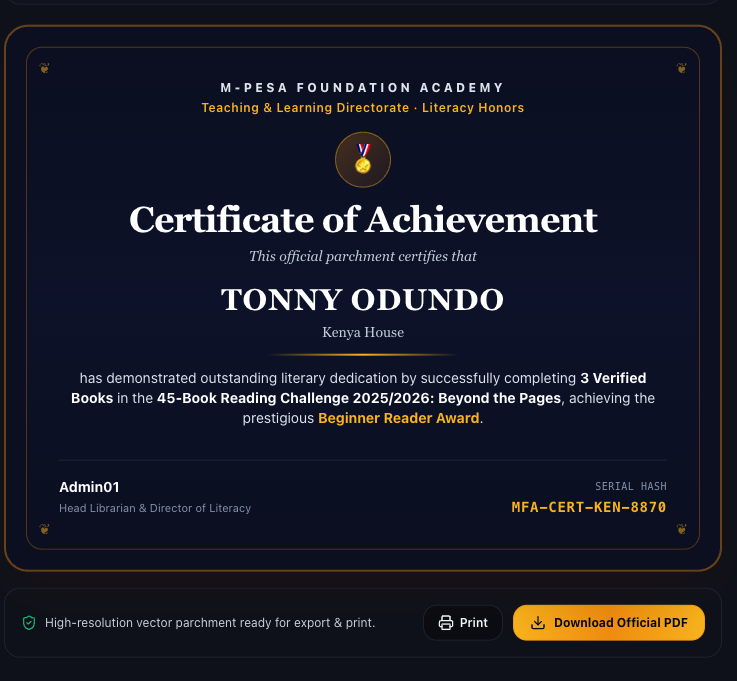 M-PESA FOUNDATION ACADEMY
Teaching & Learning Directorate · Literacy Honors
Certificate of Achievement
This official parchment certifies that
TONNY ODUNDO
Kenya House
has demonstrated outstanding literary dedication by successfully completing 3 Verified
Books in the 45-Book Reading Challenge 2025/2026: Beyond the Pages, achieving the
prestigious Beginner Reader Award.
Admin01
Head Librarian & Director of Literacy
SERIAL HASH
MFA-CERT-KEN-8870
High-resolution vector parchment ready for export & print.
Print
Download Official PDF